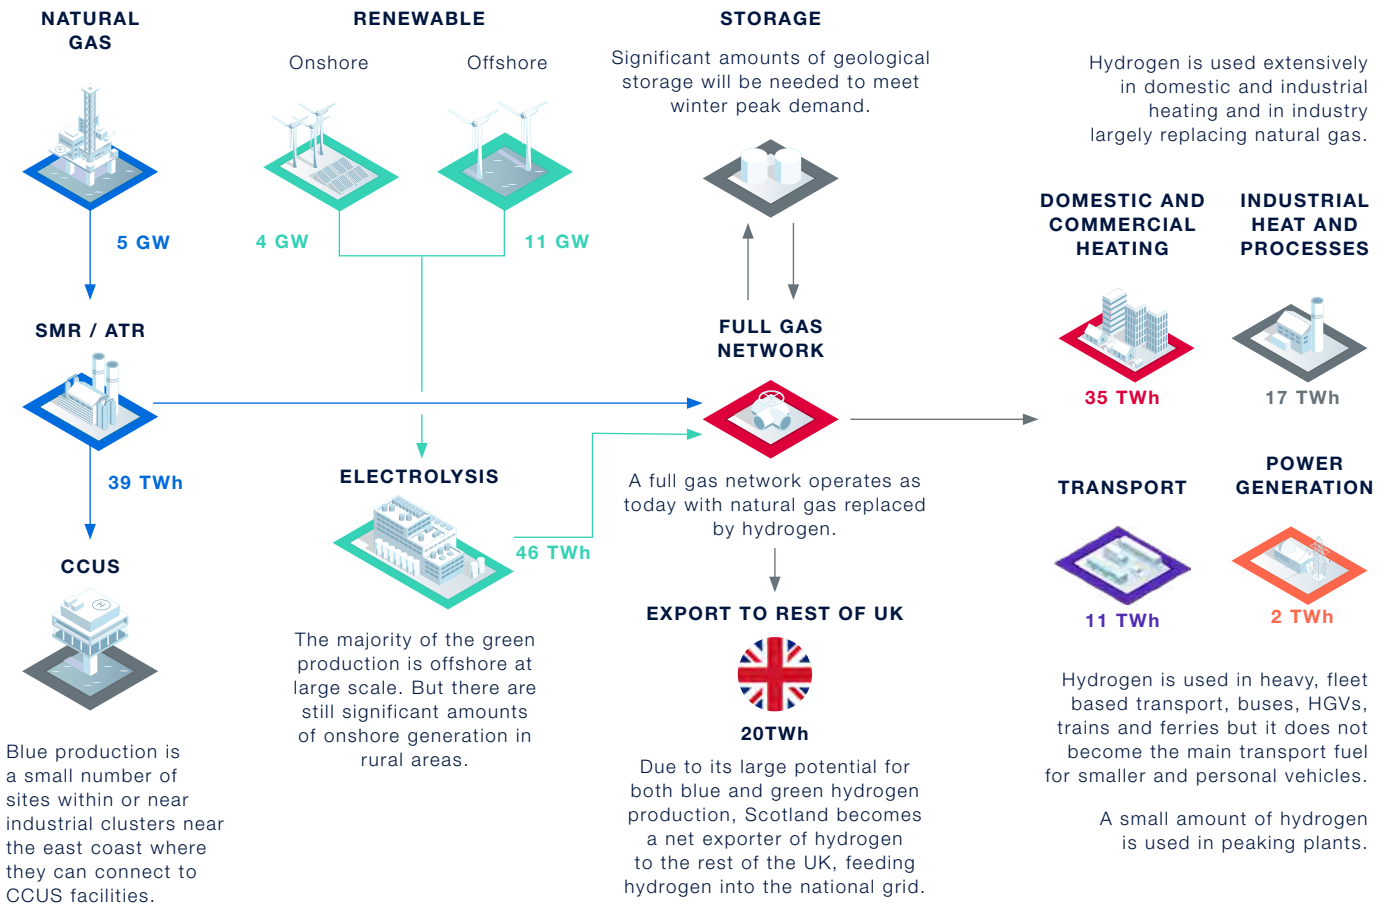 NATURAL
GAS
5 GW
SMR / ATR
39 TWh
CCUS
Blue production is
a small number of
sites within or near
industrial clusters near
the east coast where
they can connect to
CCUS facilities.
RENEWABLE
Onshore
Offshore
4 GW
11 GW
ELECTROLYSIS
46 TWh
The majority of the green
production is offshore at
large scale. But there are
still significant amounts
of onshore generation in
rural areas.
STORAGE
Significant amounts of geological
storage will be needed to meet
winter peak demand.
FULL GAS
NETWORK
A full gas network operates as
today with natural gas replaced
by hydrogen.
EXPORT TO REST OF UK
20TWh
Due to its large potential for
both blue and green hydrogen
production, Scotland becomes
a net exporter of hydrogen
to the rest of the UK, feeding
hydrogen into the national grid.
Hydrogen is used extensively
in domestic and industrial
heating and in industry
largely replacing natural gas.
DOMESTIC AND
COMMERCIAL
HEATING
35 TWh
INDUSTRIAL
HEAT AND
PROCESSES
17 TWh
TRANSPORT
11 TWh
POWER
GENERATION
2 TWh
Hydrogen is used in heavy, fleet
based transport, buses, HGVs,
trains and ferries but it does not
become the main transport fuel
for smaller and personal vehicles.
A small amount of hydrogen
is used in peaking plants.